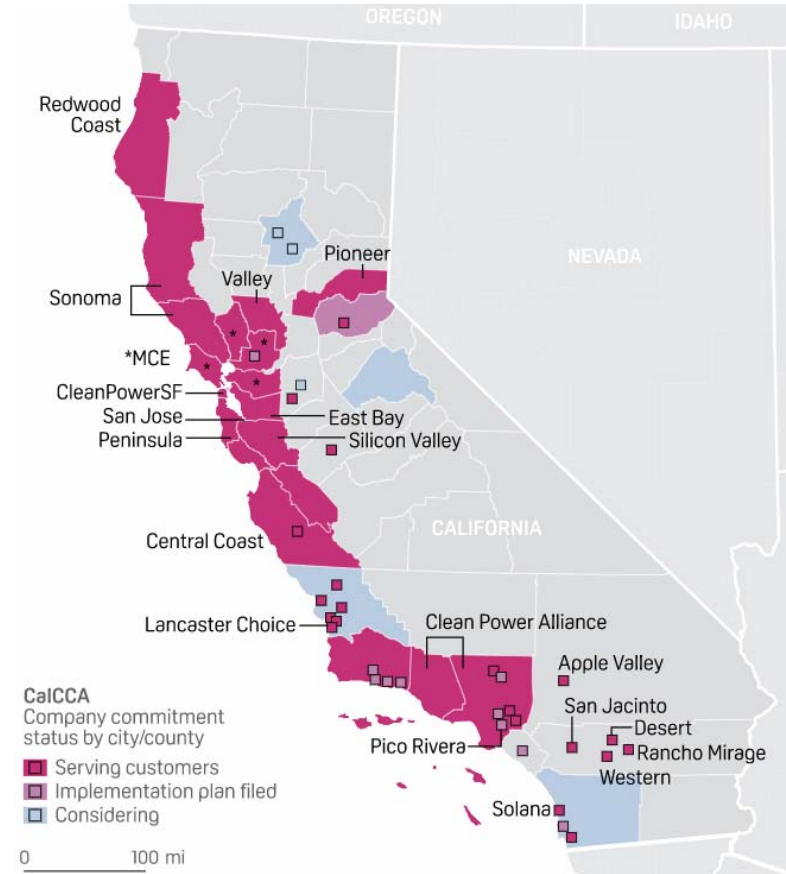 OREGON
IDAHO
Redwood
Coast
NEVADA
Pioneer
Valley
Sonoma
*
*
*MCE
*
*
CleanPowerSF
San Jose
East Bay
Peninsula
Silicon Valley
CALIFORNIA
Central Coast
Lancaster Choice
Clean Power Alliance
Apple Valley
San Jacinto
Desert
Pico Rivera
Rancho Mirage
Western
Solana
CalCCA
Company commitment
status by city/county
Serving customers
Implementation plan filed
Considering
0 100 mi